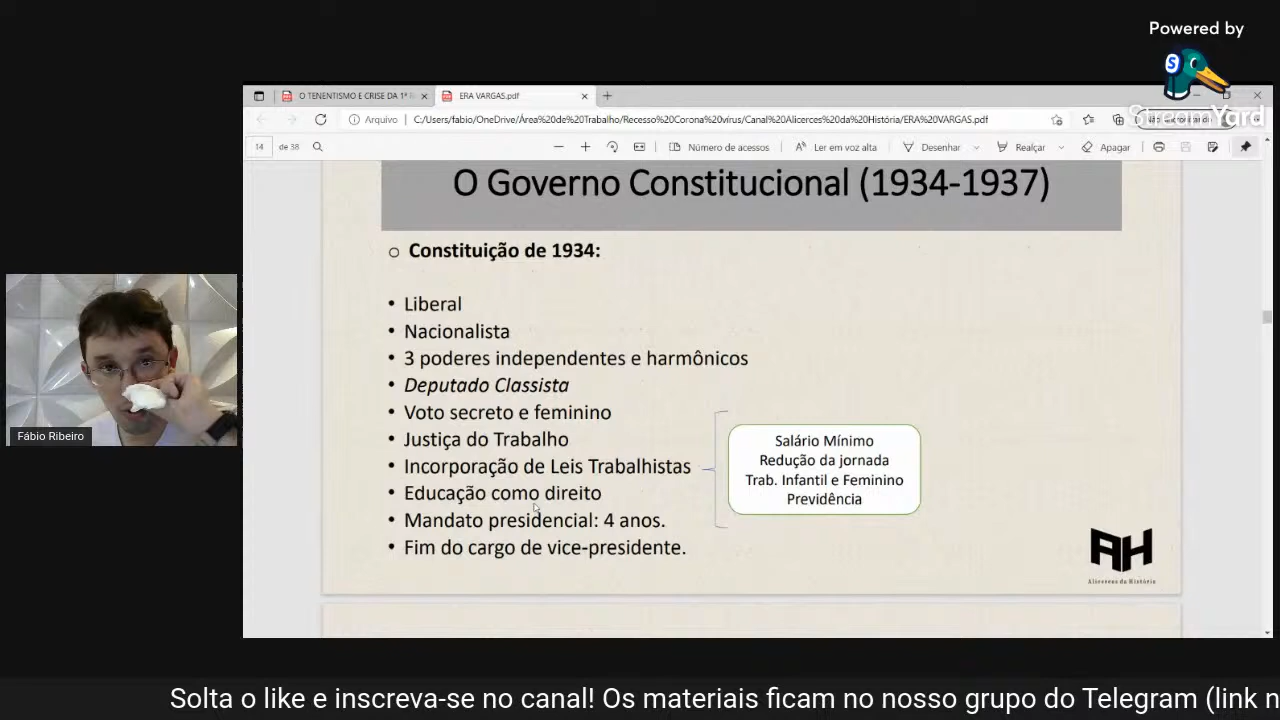 Powered by
S
StreamYard
O TENENTISMO E CRISE DA 1ª
ERA VARGAS.pdf
Arquivo
C:/Users/fabio/OneDrive/Área%20de%20Trabalho/Recesso%20Corona%20vírus/Canal%20Alicerces%20da%20História/ERA%20VARGAS.pdf
14 de 38
Número de acessos
Ler em voz alta
Desenhar
Realçar
Apagar
O Governo Constitucional (1934-1937)
Constituição de 1934:
• Liberal
• Nacionalista
• 3 poderes independentes e harmônicos
• Deputado Classista
• Voto secreto e feminino
• Justiça do Trabalho
• Incorporação de Leis Trabalhistas
• Educação como direito
• Mandato presidencial: 4 anos.
• Fim do cargo de vice-presidente.
Salário Mínimo
Redução da jornada
Trab. Infantil e Feminino
Previdência
AH
Alicerces da História
Fábio Ribeiro
Solta o like e inscreva-se no canal! Os materiais ficam no nosso grupo do Telegram (link n